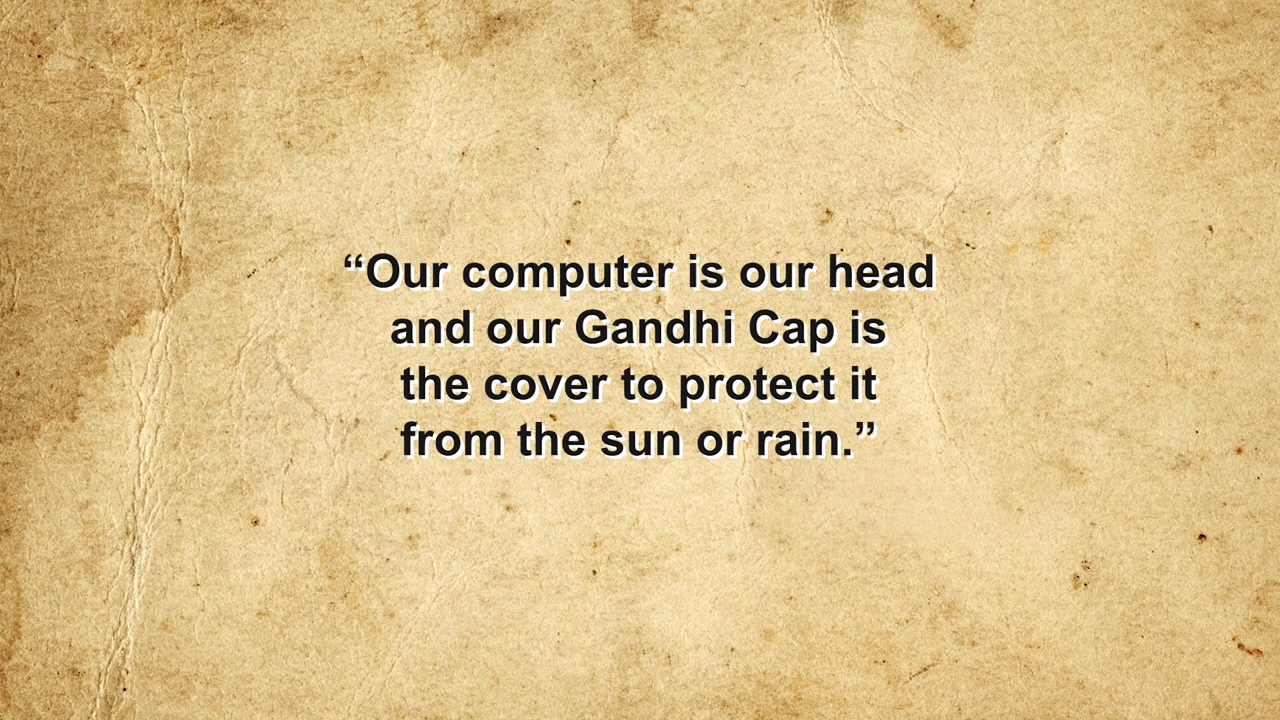 “Our computer is our head
and our Gandhi Cap is
the cover to protect it
from the sun or rain.”